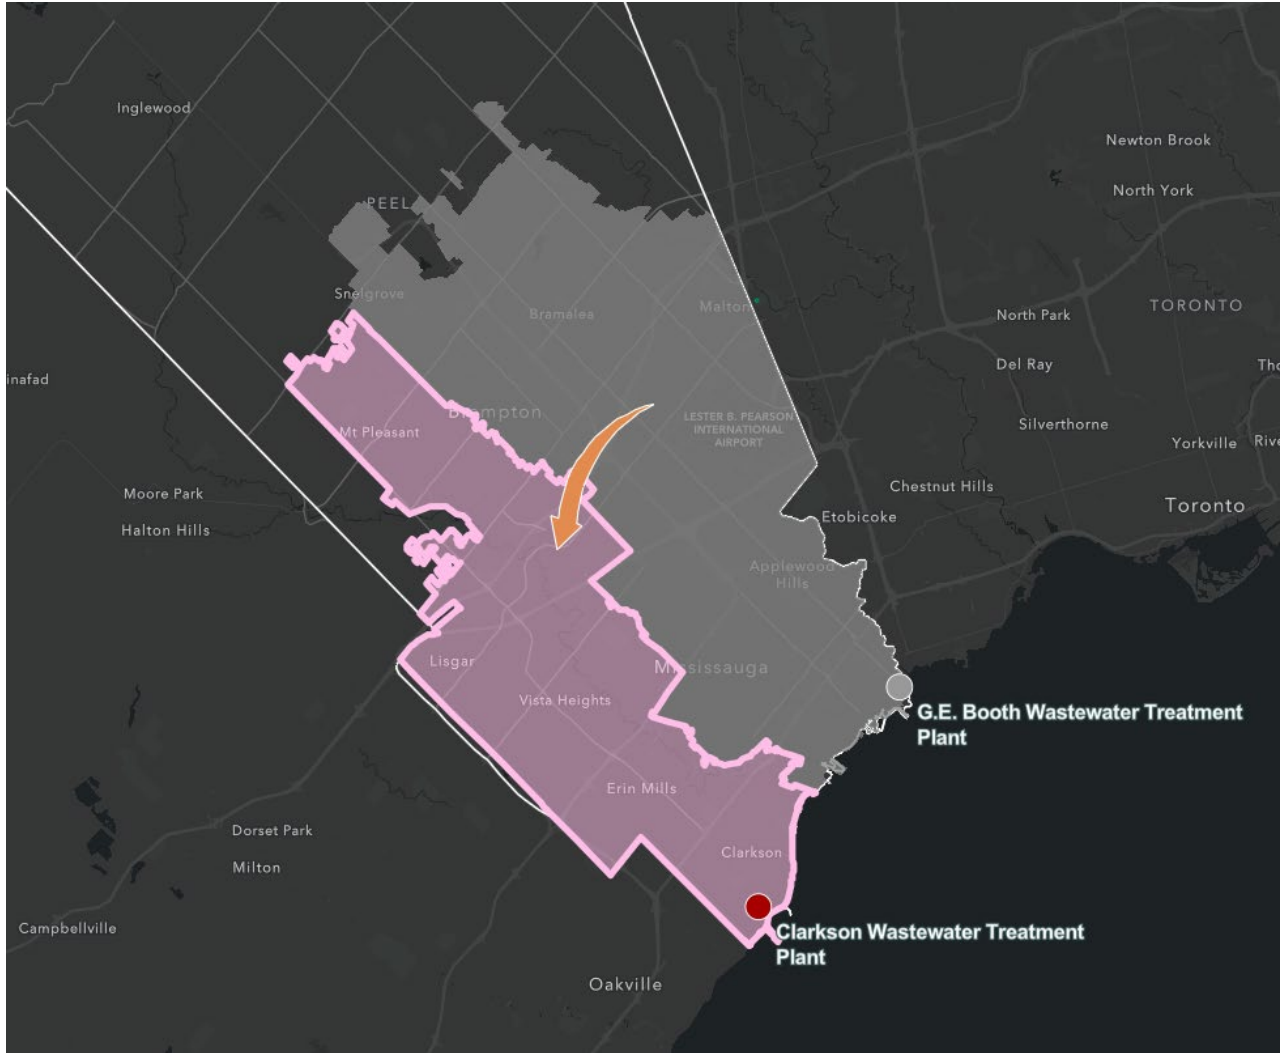 Inglewood
Newton Brook
North York
PEEL
Snelgrove
Bramalea
Malton
North Park
TORONTO
Del Ray
inafad
Tho
Brampton
LESTER B. PEARSON
INTERNATIONAL
AIRPORT
Mt Pleasant
Silverthorne
Yorkville
Rive
Moore Park
Chestnut Hills
Halton Hills
Etobicoke
Toronto
Applewood
Hills
Lisgar
Mississauga
Vista Heights
G.E. Booth Wastewater Treatment
Plant
Erin Mills
Dorset Park
Clarkson
Milton
Campbellville
Clarkson Wastewater Treatment
Plant
Oakville